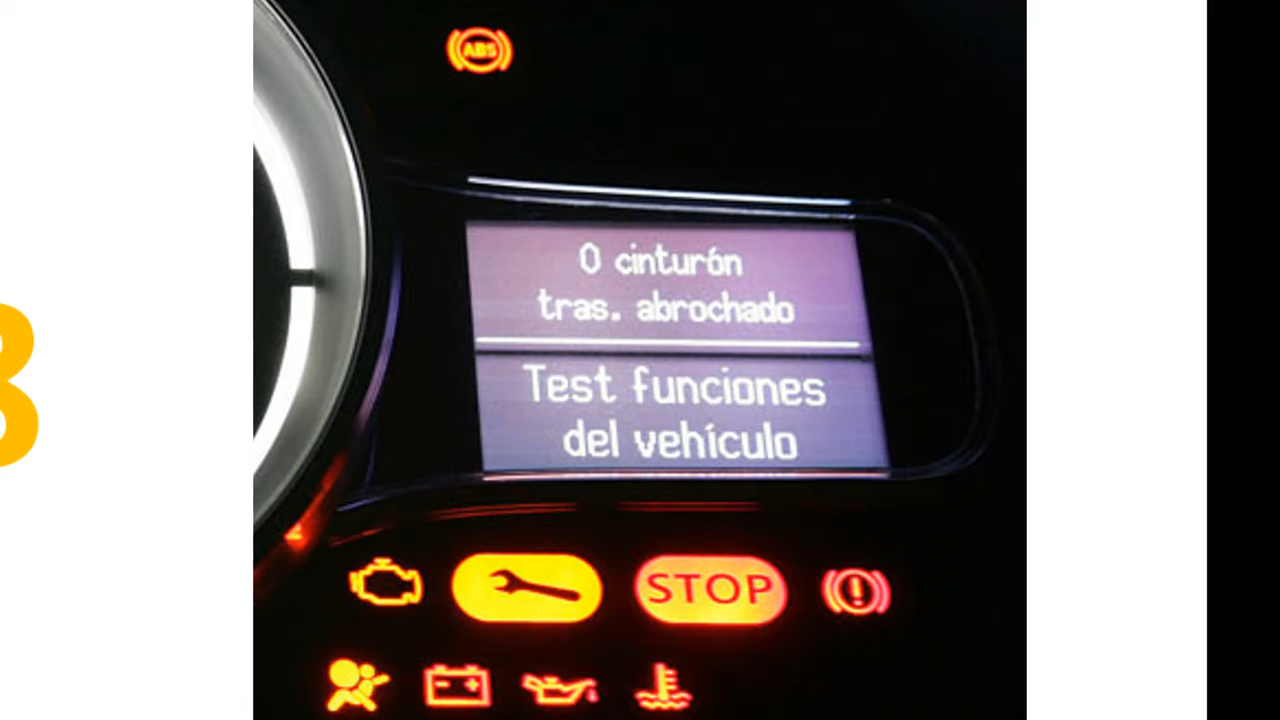 ABS
0 cinturón
tras. abrochado
Test funciones
del vehículo
STOP